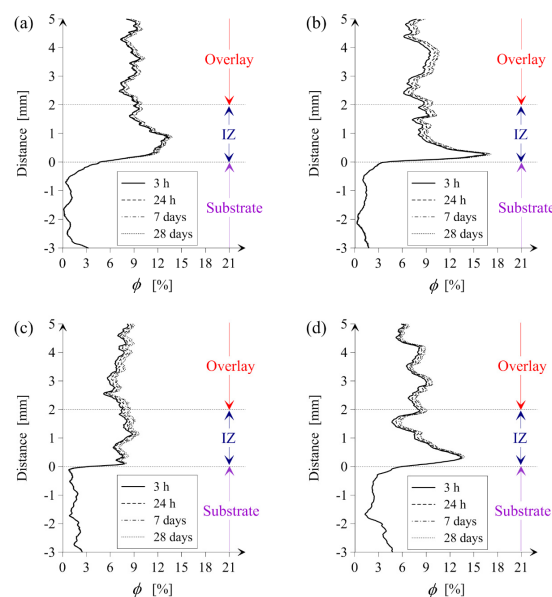 (a)
5
4
3
2
1
0
-1
-2
-3
Distance [mm]
Overlay
IZ
Substrate
3 h
24 h
7 days
28 days
0 3 6 9 12 15 18 21
ϕ [%]
(b)
5
4
3
2
1
0
-1
-2
-3
Distance [mm]
Overlay
IZ
Substrate
3 h
24 h
7 days
28 days
0 3 6 9 12 15 18 21
ϕ [%]
(c)
5
4
3
2
1
0
-1
-2
-3
Distance [mm]
Overlay
IZ
Substrate
3 h
24 h
7 days
28 days
0 3 6 9 12 15 18 21
ϕ [%]
(d)
5
4
3
2
1
0
-1
-2
-3
Distance [mm]
Overlay
IZ
Substrate
3 h
24 h
7 days
28 days
0 3 6 9 12 15 18 21
ϕ [%]